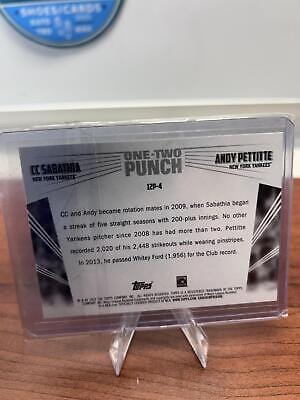 SHOES/CARDS
CC SABATHIA
NEW YORK YANKEES®
ONE-TWO
PUNCH
ANDY PETTITTE
NEW YORK YANKEES®
12P-4
CC and Andy became rotation mates in 2009, when Sabathia began
a streak of five straight seasons with 200-plus innings. No other
Yankees pitcher since 2008 has had more than two. Pettitte
recorded 2,020 of his 2,448 strikeouts while wearing pinstripes.
In 2013, he passed Whitey Ford (1,956) for the Club record.
Topps